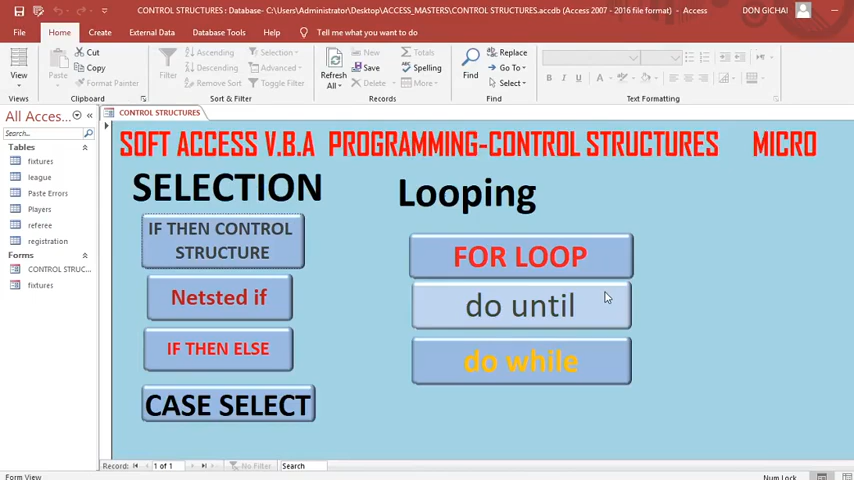 CONTROL STRUCTURES : Database- C:\Users\Administrator\Desktop\ACCESS_MASTERS\CONTROL STRUCTURES.accdb (Access 2007 - 2016 file format) - Access
DON GICHAI
File Home Create External Data Database Tools Help Tell me what you want to do
View
Views
Paste
Cut
Copy
Format Painter
Clipboard
Filter
Ascending
Descending
Remove Sort
Selection
Advanced
Toggle Filter
Sort & Filter
Refresh All
New
Save
Delete
Totals
Spelling
More
Records
Find
Replace
Go To
Select
Find
B I U
A
Text Formatting
All Acces...
Search...
Tables
fixtures
league
Paste Errors
Players
referee
registration
Forms
CONTROL STRUC...
fixtures
CONTROL STRUCTURES
SOFT ACCESS V.B.A PROGRAMMING-CONTROL STRUCTURES MICRO
SELECTION
IF THEN CONTROL
STRUCTURE
Netsted if
IF THEN ELSE
CASE SELECT
Looping
FOR LOOP
do until
do while
Record: 1 of 1 No Filter Search
Form View
Num Lock